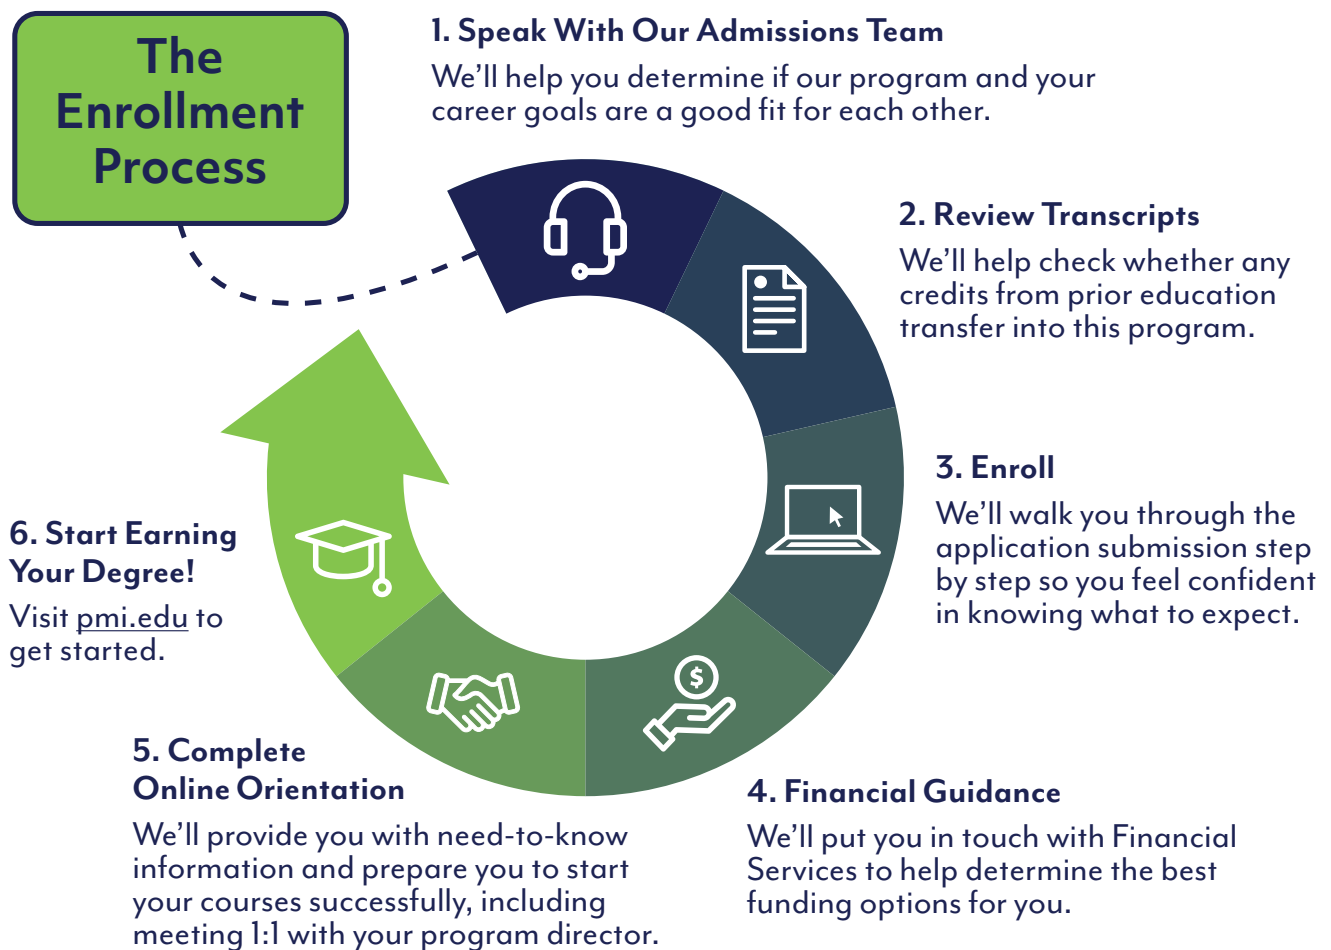 The
Enrollment
Process
1. Speak With Our Admissions Team
We’ll help you determine if our program and your
career goals are a good fit for each other.
2. Review Transcripts
We’ll help check whether any
credits from prior education
transfer into this program.
3. Enroll
We’ll walk you through the
application submission step
by step so you feel confident
in knowing what to expect.
$
4. Financial Guidance
We’ll put you in touch with Financial
Services to help determine the best
funding options for you.
5. Complete
Online Orientation
We’ll provide you with need-to-know
information and prepare you to start
your courses successfully, including
meeting 1:1 with your program director.
6. Start Earning
Your Degree!
Visit pmi.edu to
get started.